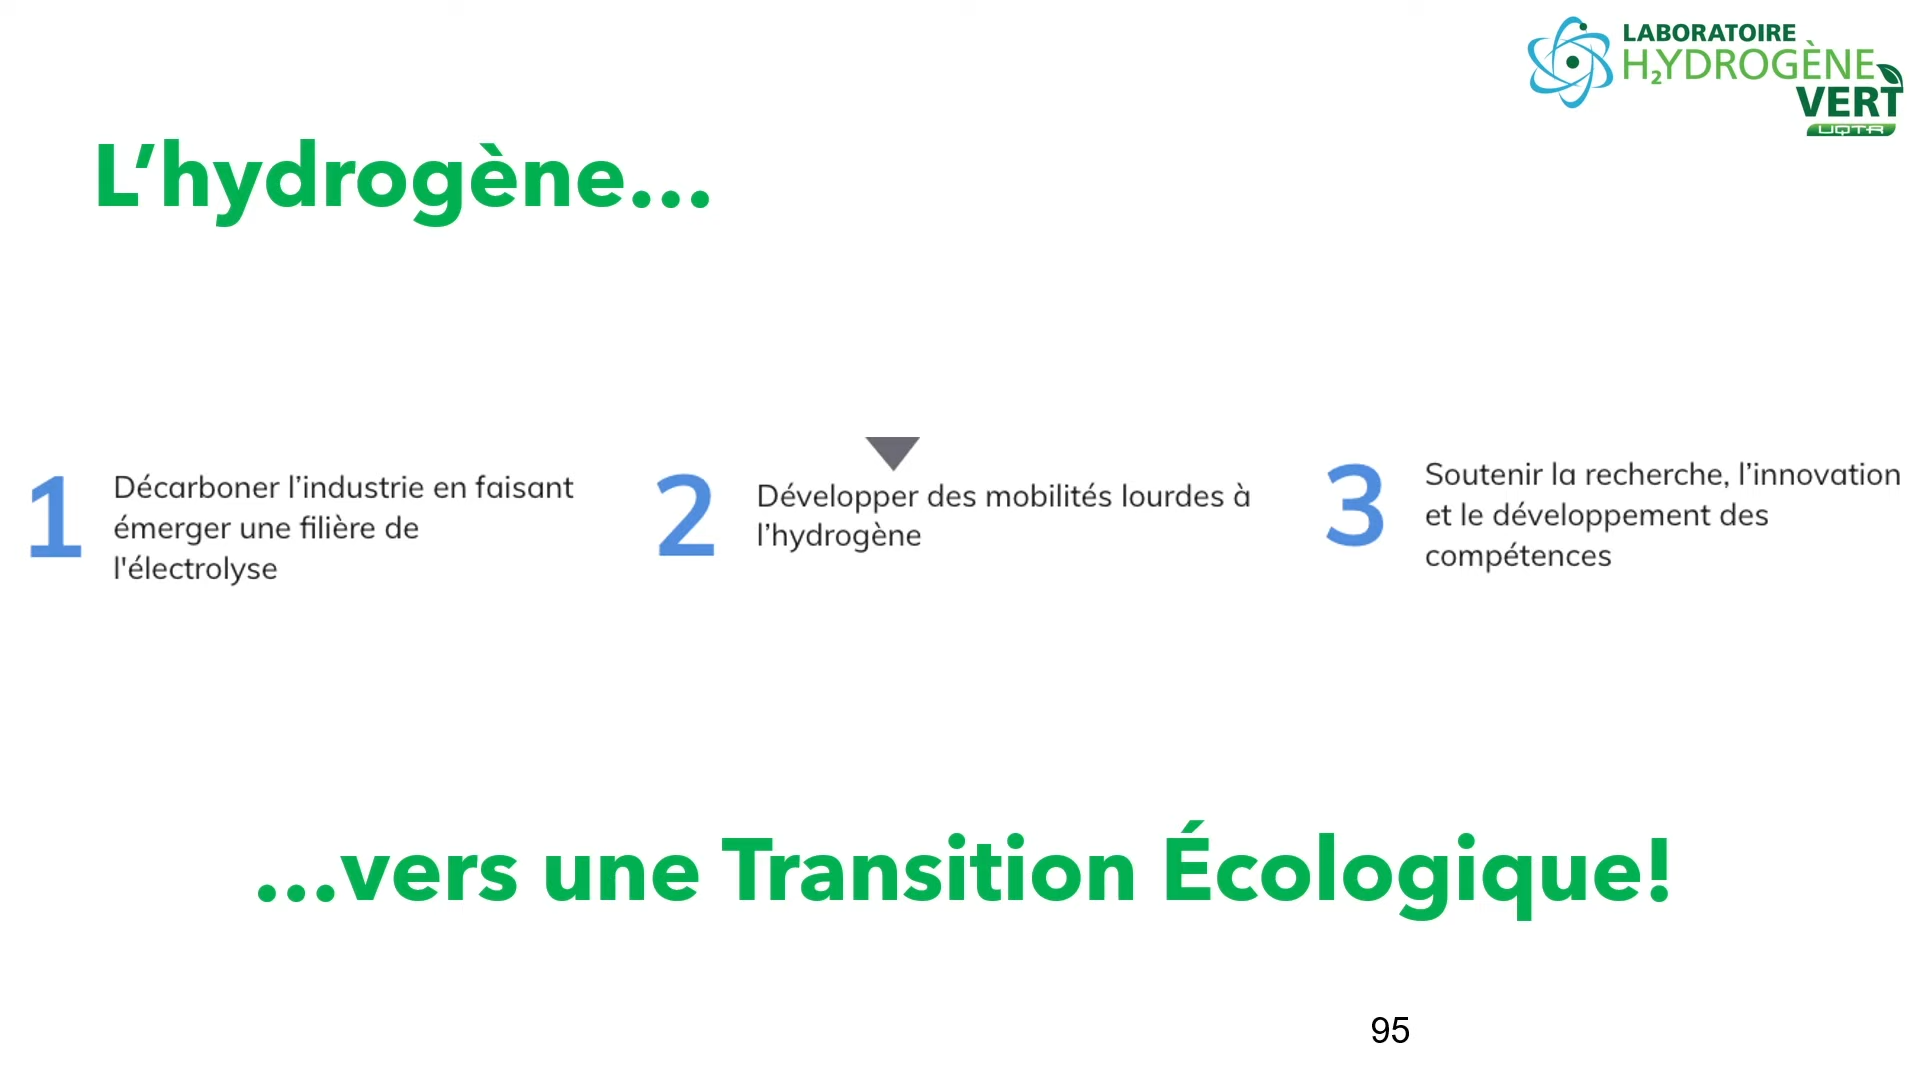 LABORATOIRE
H₂YDROGÈNE
VERT
UQTR
L’hydrogène...
1
Décarboner l’industrie en faisant
émerger une filière de
l'électrolyse
2
Développer des mobilités lourdes à
l’hydrogène
3
Soutenir la recherche, l’innovation
et le développement des
compétences
...vers une Transition Écologique!
95